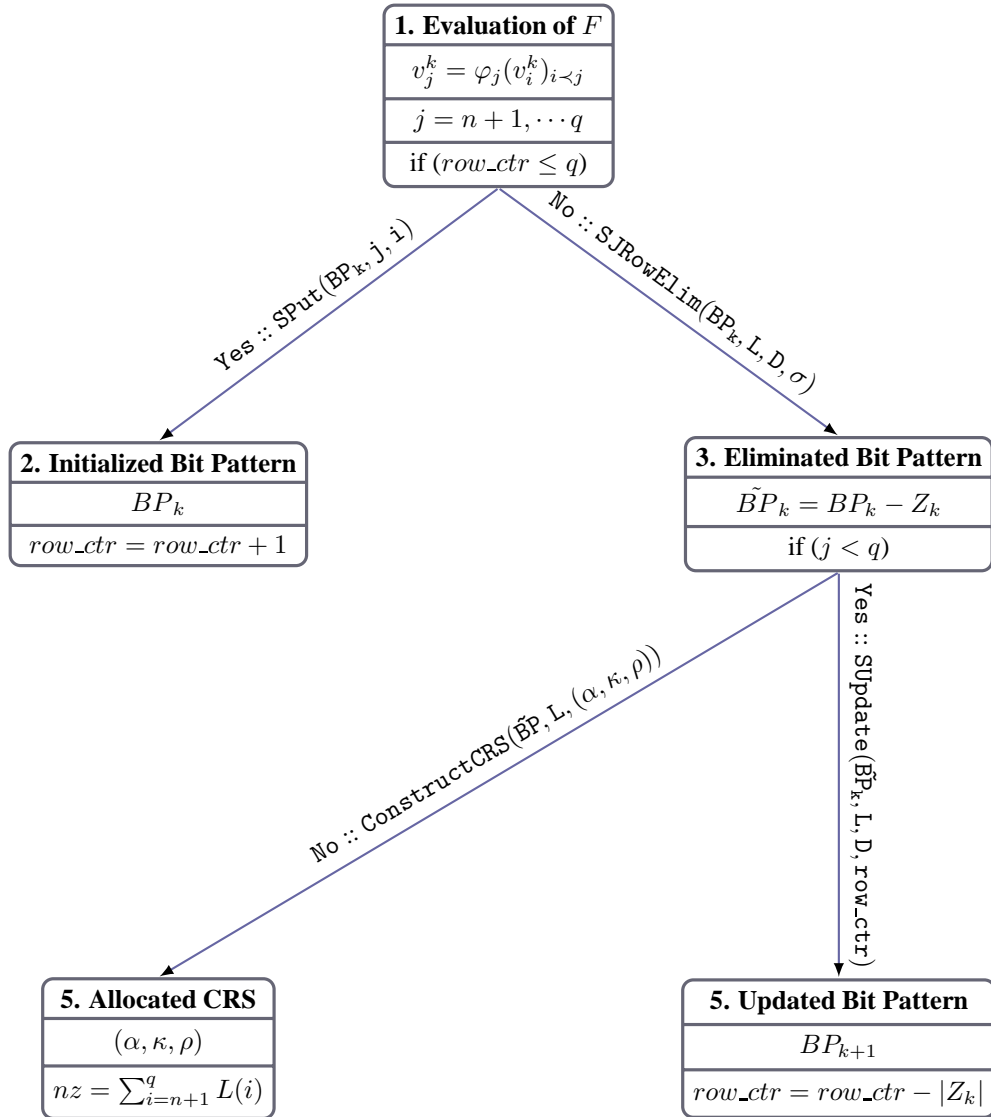 1. Evaluation of F
v_j^k = φ_j(v_i^k)_{i≺j}
j = n + 1, ⋯ q
if (row_ctr ≤ q)
Yes :: SPut(BP_k, j, i)
No :: SJRowElim(BP_k, L, D, σ)
2. Initialized Bit Pattern
BP_k
row_ctr = row_ctr + 1
3. Eliminated Bit Pattern
B̃P_k = BP_k − Z_k
if (j < q)
No :: ConstructCRS(B̃P, L, (α, κ, ρ))
Yes :: SUpdate(B̃P_k, L, D, row_ctr)
5. Allocated CRS
(α, κ, ρ)
nz = ∑_{i=n+1}^q L(i)
5. Updated Bit Pattern
BP_{k+1}
row_ctr = row_ctr − |Z_k|